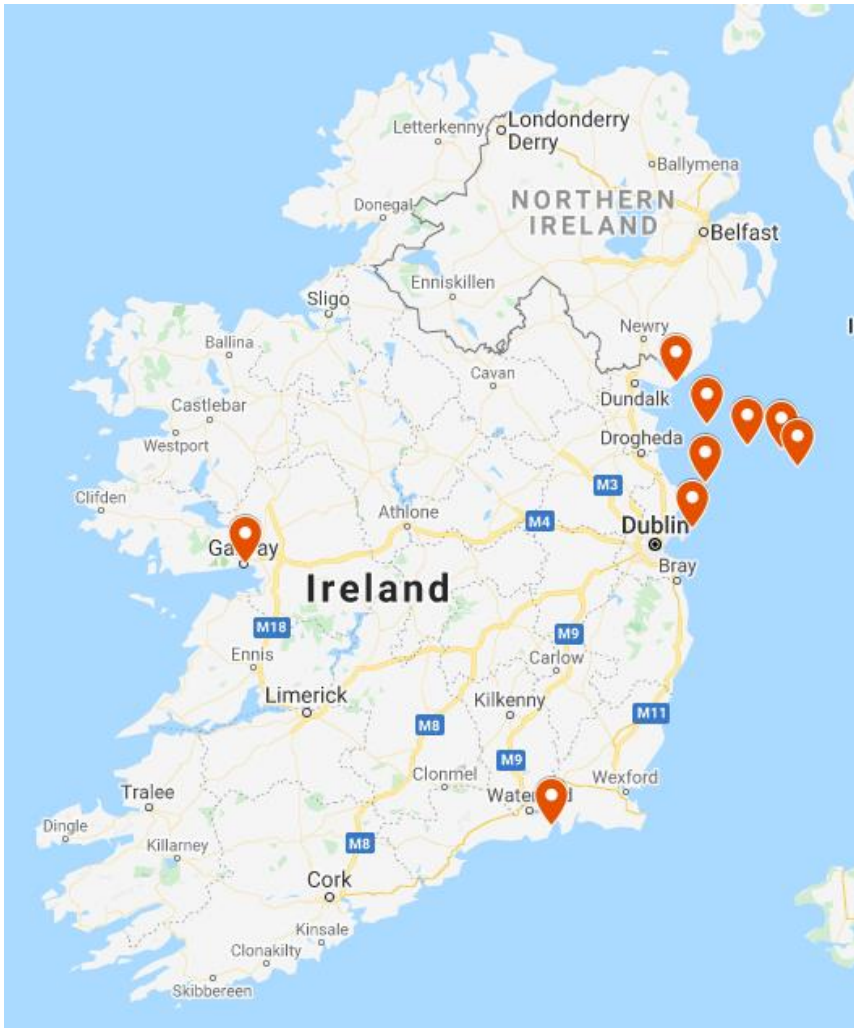 Londonderry
Derry
Letterkenny
Ballymena
NORTHERN
IRELAND
Donegal
Belfast
Enniskillen
Sligo
Newry
Ballina
Cavan
Dundalk
Castlebar
Drogheda
Westport
M3
Clifden
Athlone
M4
Dublin
Bray
Ireland
M18
M9
Ennis
Carlow
Limerick
Kilkenny
M11
M8
M9
Clonmel
Wexford
Tralee
Dingle
Killarney
M8
Cork
Kinsale
Clonakilty
Skibbereen